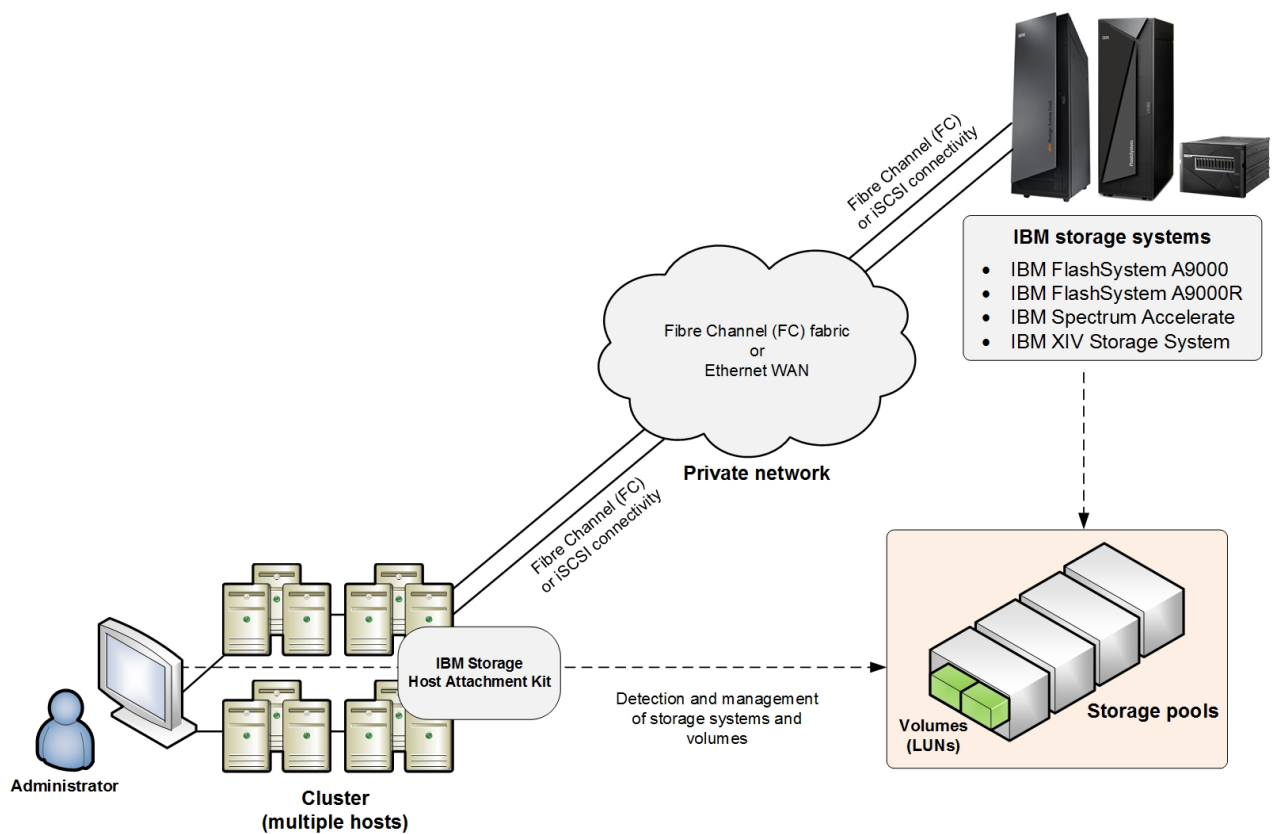 Fibre Channel (FC)
or iSCSI connectivity
IBM storage systems
• IBM FlashSystem A9000
• IBM FlashSystem A9000R
• IBM Spectrum Accelerate
• IBM XIV Storage System
Fibre Channel (FC) fabric
or
Ethernet WAN
Private network
Fibre Channel (FC)
or iSCSI connectivity
IBM Storage
Host Attachment Kit
Detection and management
of storage systems and
volumes
Volumes
(LUNs)
Storage pools
Administrator
Cluster
(multiple hosts)